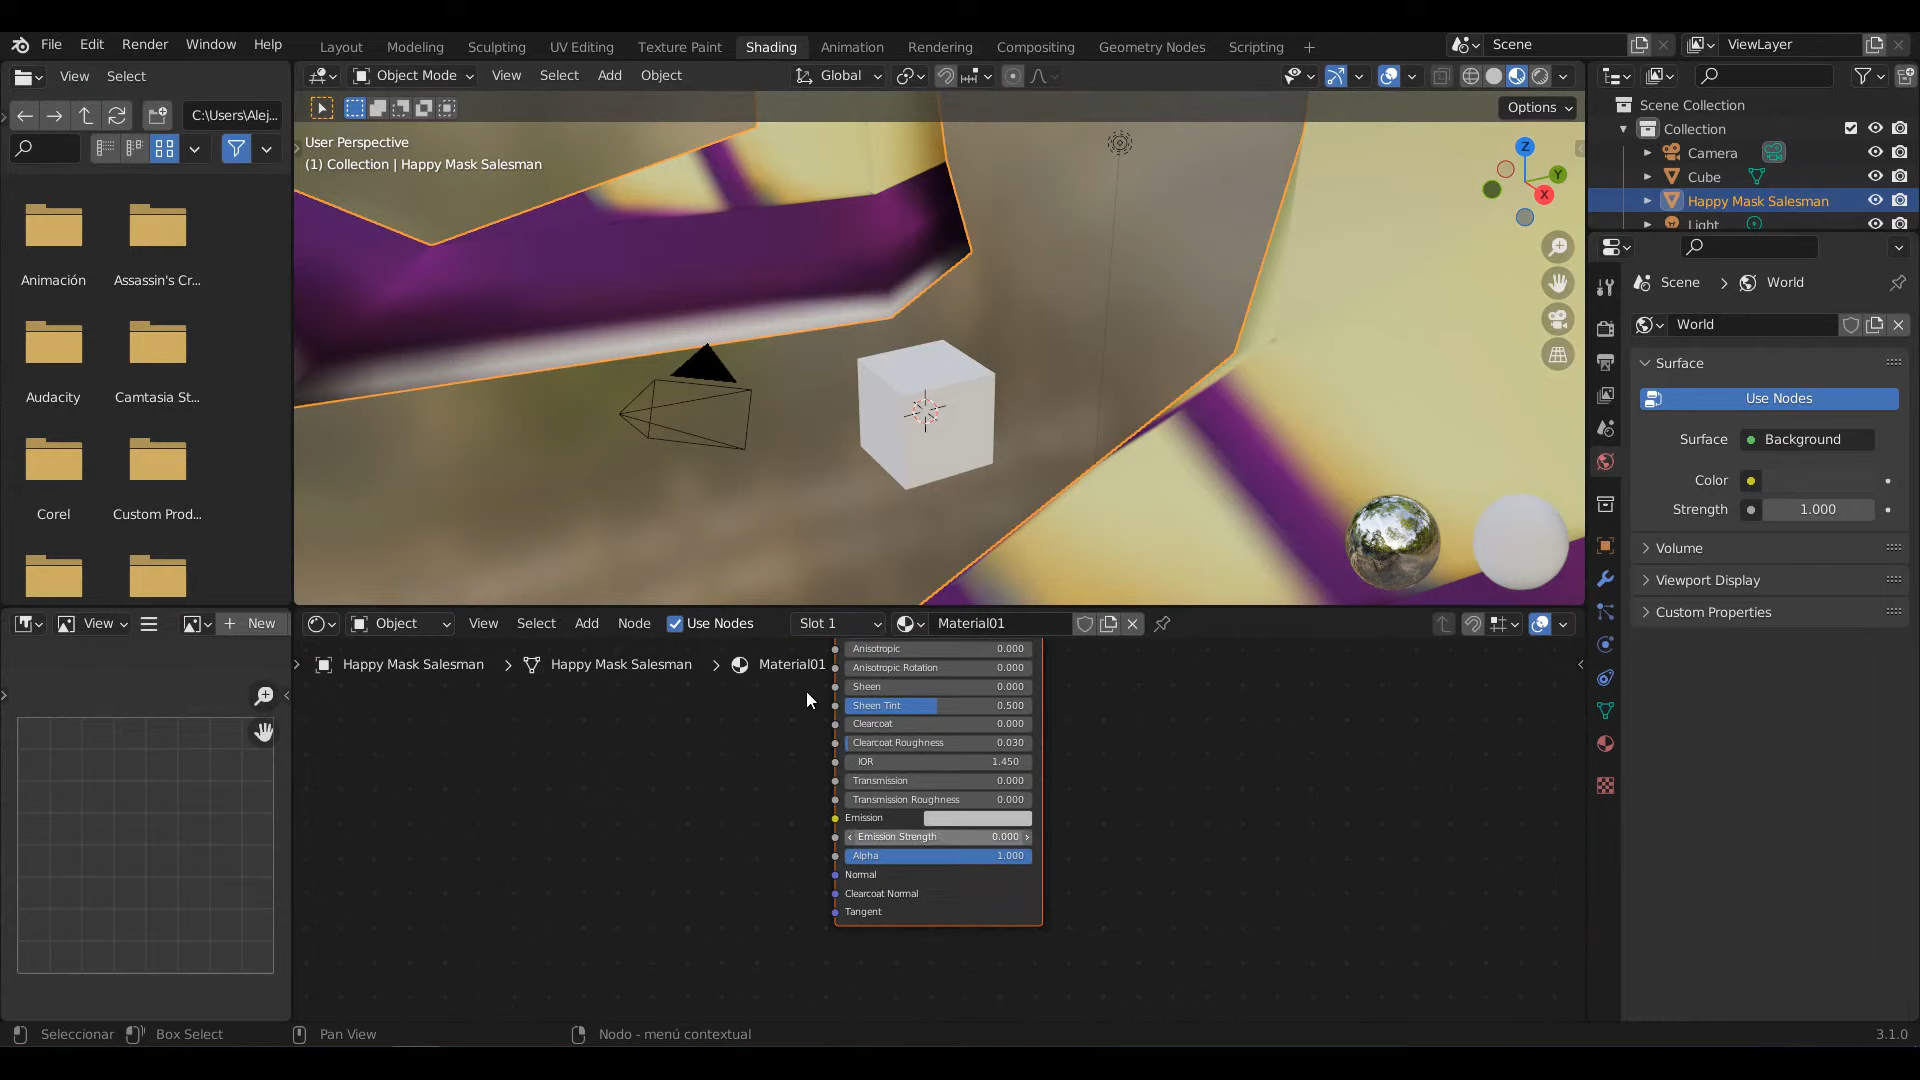 File Edit Render Window Help
Layout Modeling Sculpting UV Editing Texture Paint Shading Animation Rendering Compositing Geometry Nodes Scripting
Scene
ViewLayer
View Select
C:\Users\Alej...
Animación
Assassin's Cr...
Audacity
Camtasia St...
Corel
Custom Prod...
Object Mode View Select Add Object
Global
Options
User Perspective
(1) Collection | Happy Mask Salesman
Z
Y
X
Scene Collection
Collection
Camera
Cube
Happy Mask Salesman
Light
Scene > World
World
Surface
Use Nodes
Surface Background
Color
Strength 1.000
Volume
Viewport Display
Custom Properties
View
New
Object View Select Add Node Use Nodes Slot 1 Material01
Happy Mask Salesman > Happy Mask Salesman > Material01
Anisotropic 0.000
Anisotropic Rotation 0.000
Sheen 0.000
Sheen Tint 0.500
Clearcoat 0.000
Clearcoat Roughness 0.030
IOR 1.450
Transmission 0.000
Transmission Roughness 0.000
Emission
Emission Strength 0.000
Alpha 1.000
Normal
Clearcoat Normal
Tangent
Seleccionar Box Select Pan View Nodo - menú contextual
3.1.0